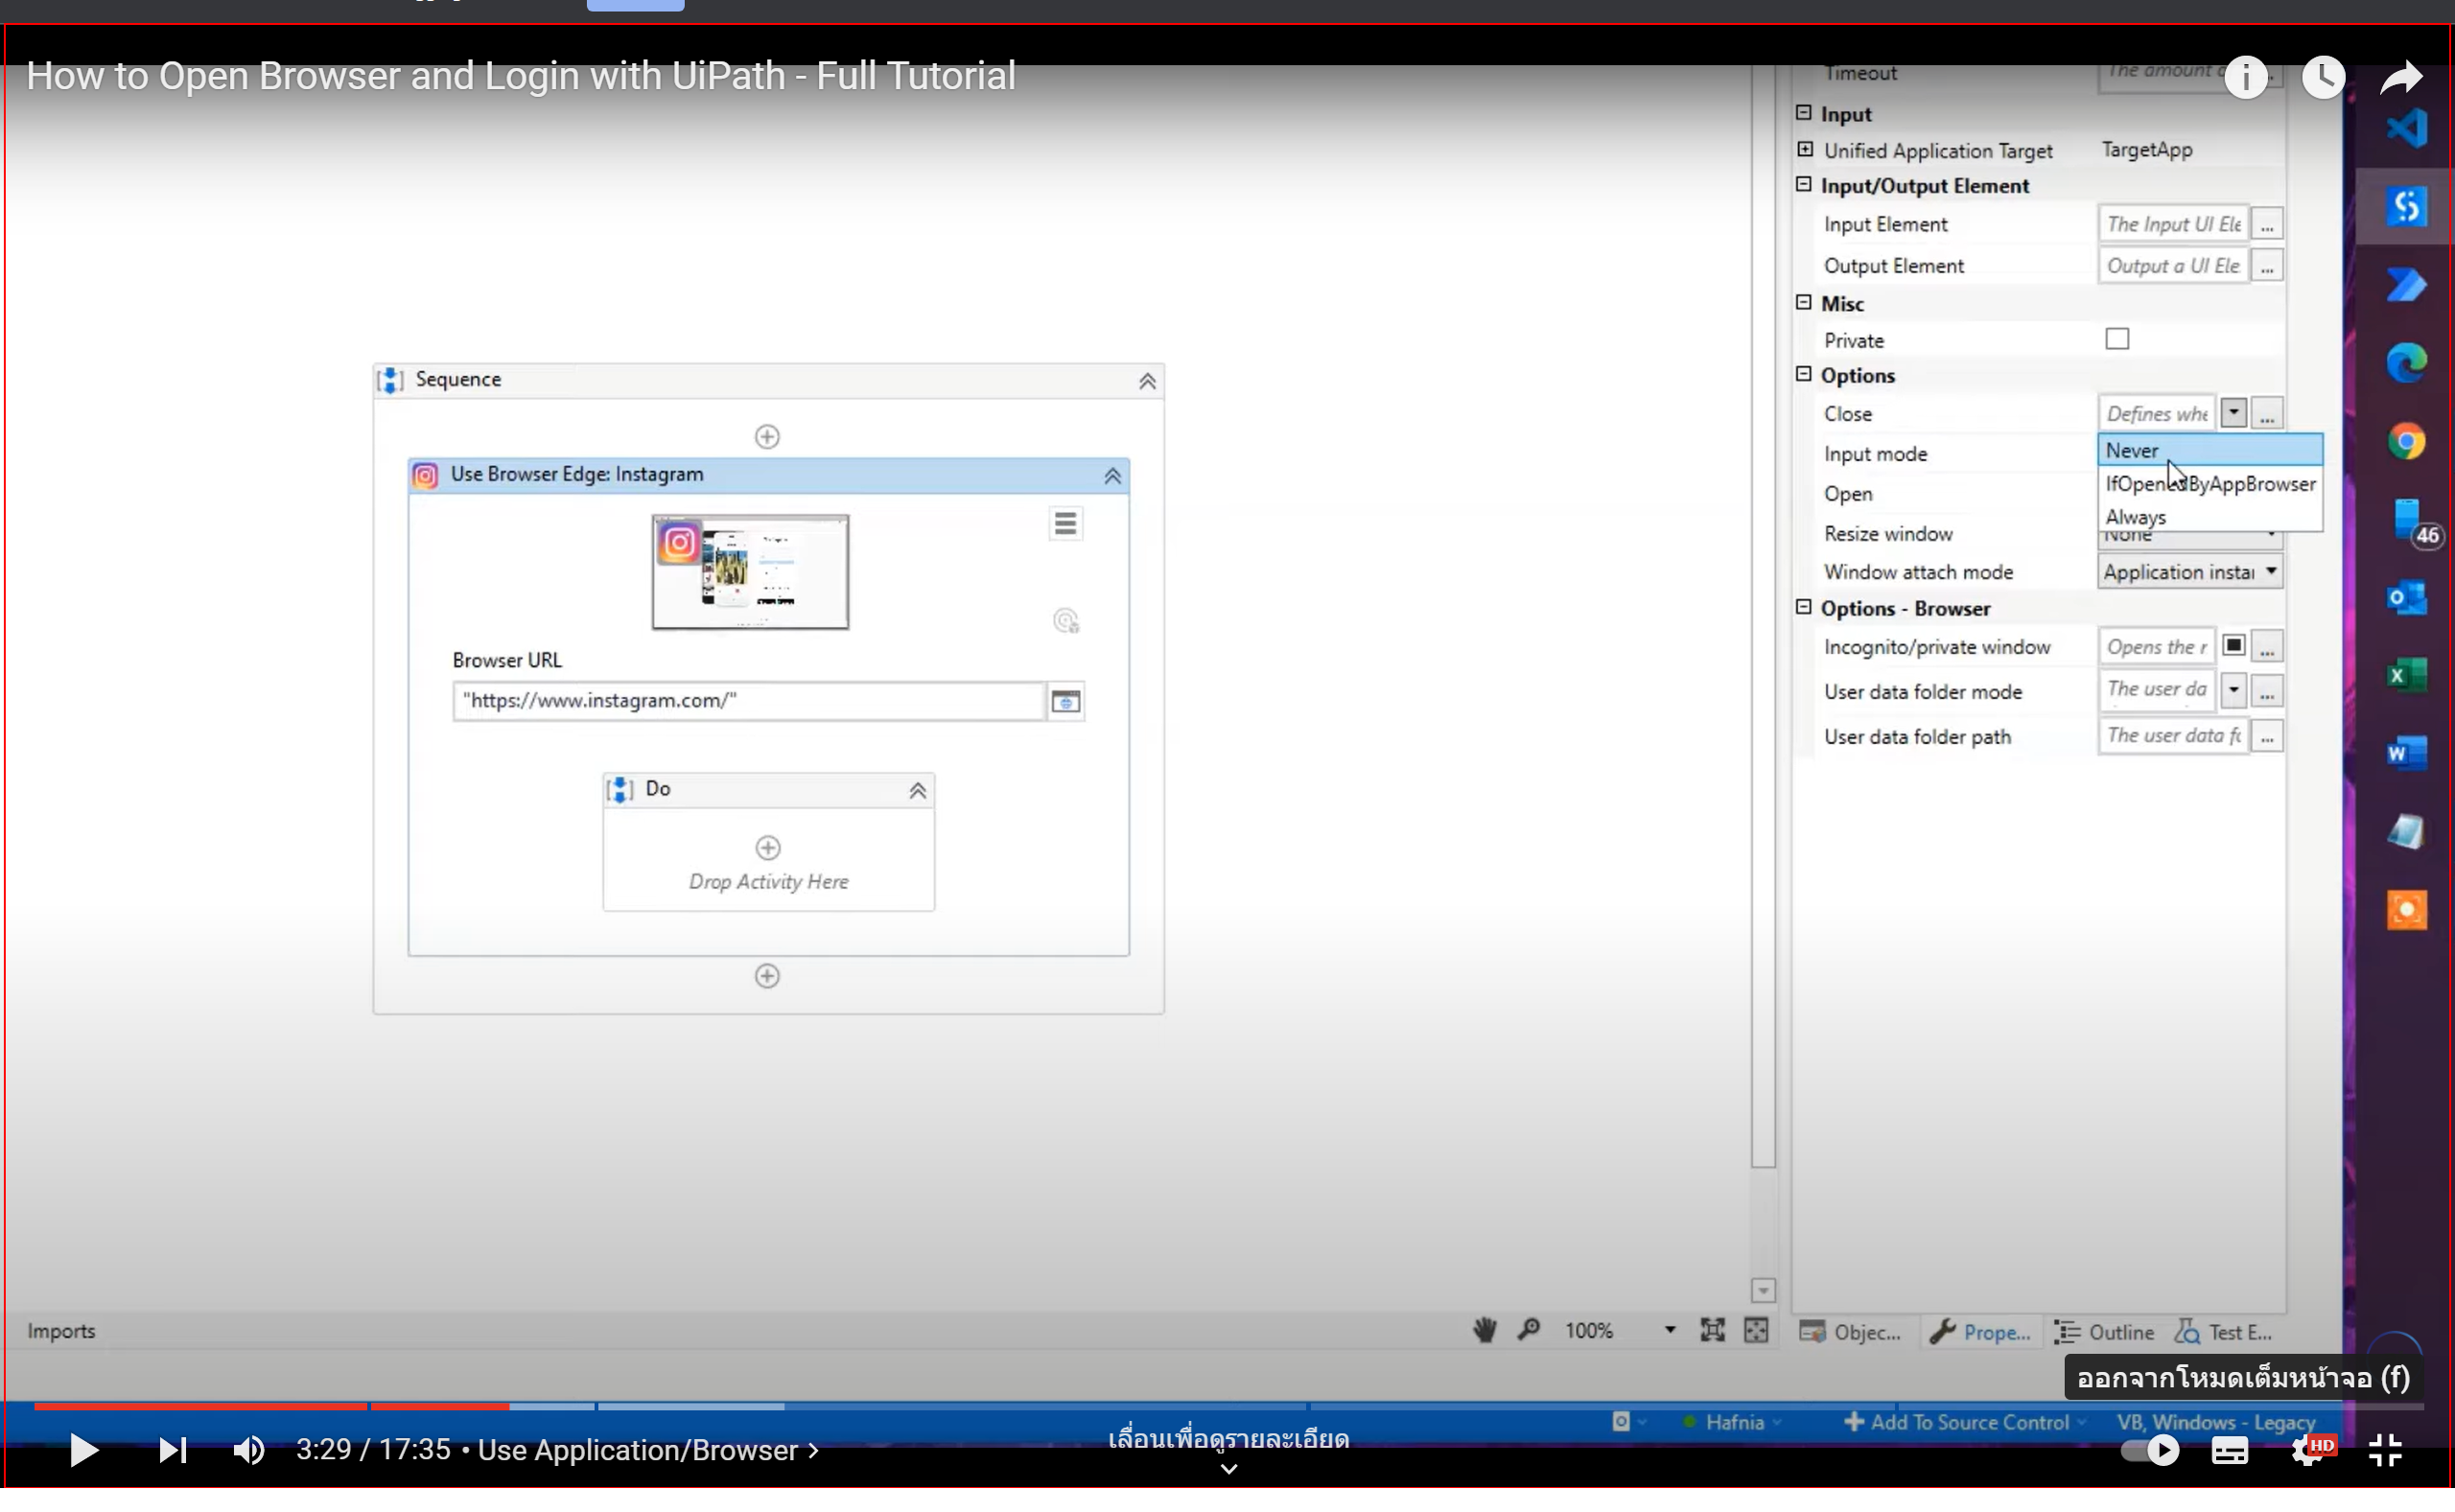 How to Open Browser and Login with UiPath - Full Tutorial
Timeout
The amount
Input
Unified Application Target
TargetApp
Input/Output Element
Input Element
The Input UI Ele
...
Output Element
Output a UI Ele
...
Misc
Private
Options
Close
Defines whe
...
Input mode
Never
Open
IfOpenedByAppBrowser
Always
Resize window
None
Window attach mode
Application instar
Options - Browser
Incognito/private window
Opens the r
...
User data folder mode
The user da
...
User data folder path
The user data fo
...
Sequence
Use Browser Edge: Instagram
Browser URL
"https://www.instagram.com/"
Do
Drop Activity Here
46
Imports
100%
Objec...
Prope...
Outline
Test E...
ออกจากโหมดเต็มหน้าจอ (f)
Hafnia
Add To Source Control
VB, Windows - Legacy
3:29 / 17:35 • Use Application/Browser
เลื่อนเพื่อดูรายละเอียด
HD